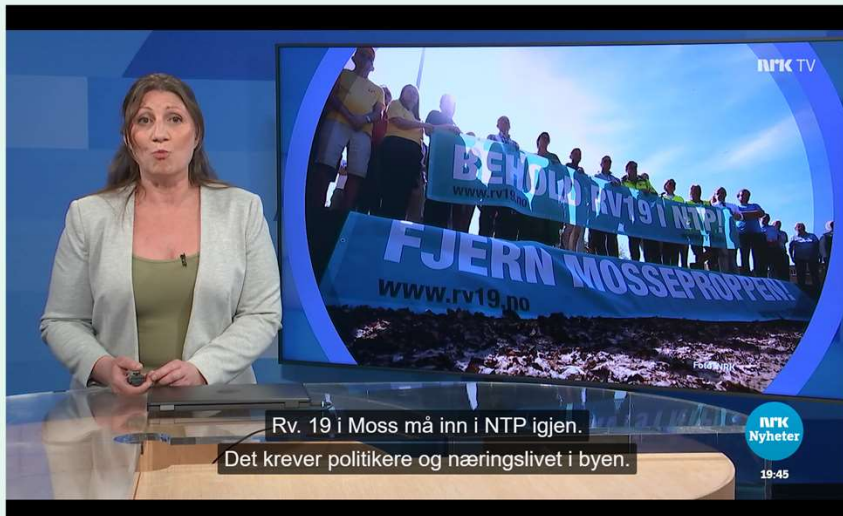 NRK TV
BEHOLD RV19 I NTP!
www.rv19.no
FJERN MOSSEPROPPEN!
www.rv19.no
Foto: NRK
Rv. 19 i Moss må inn i NTP igjen.
Det krever politikere og næringslivet i byen.
NRK
Nyheter
19:45